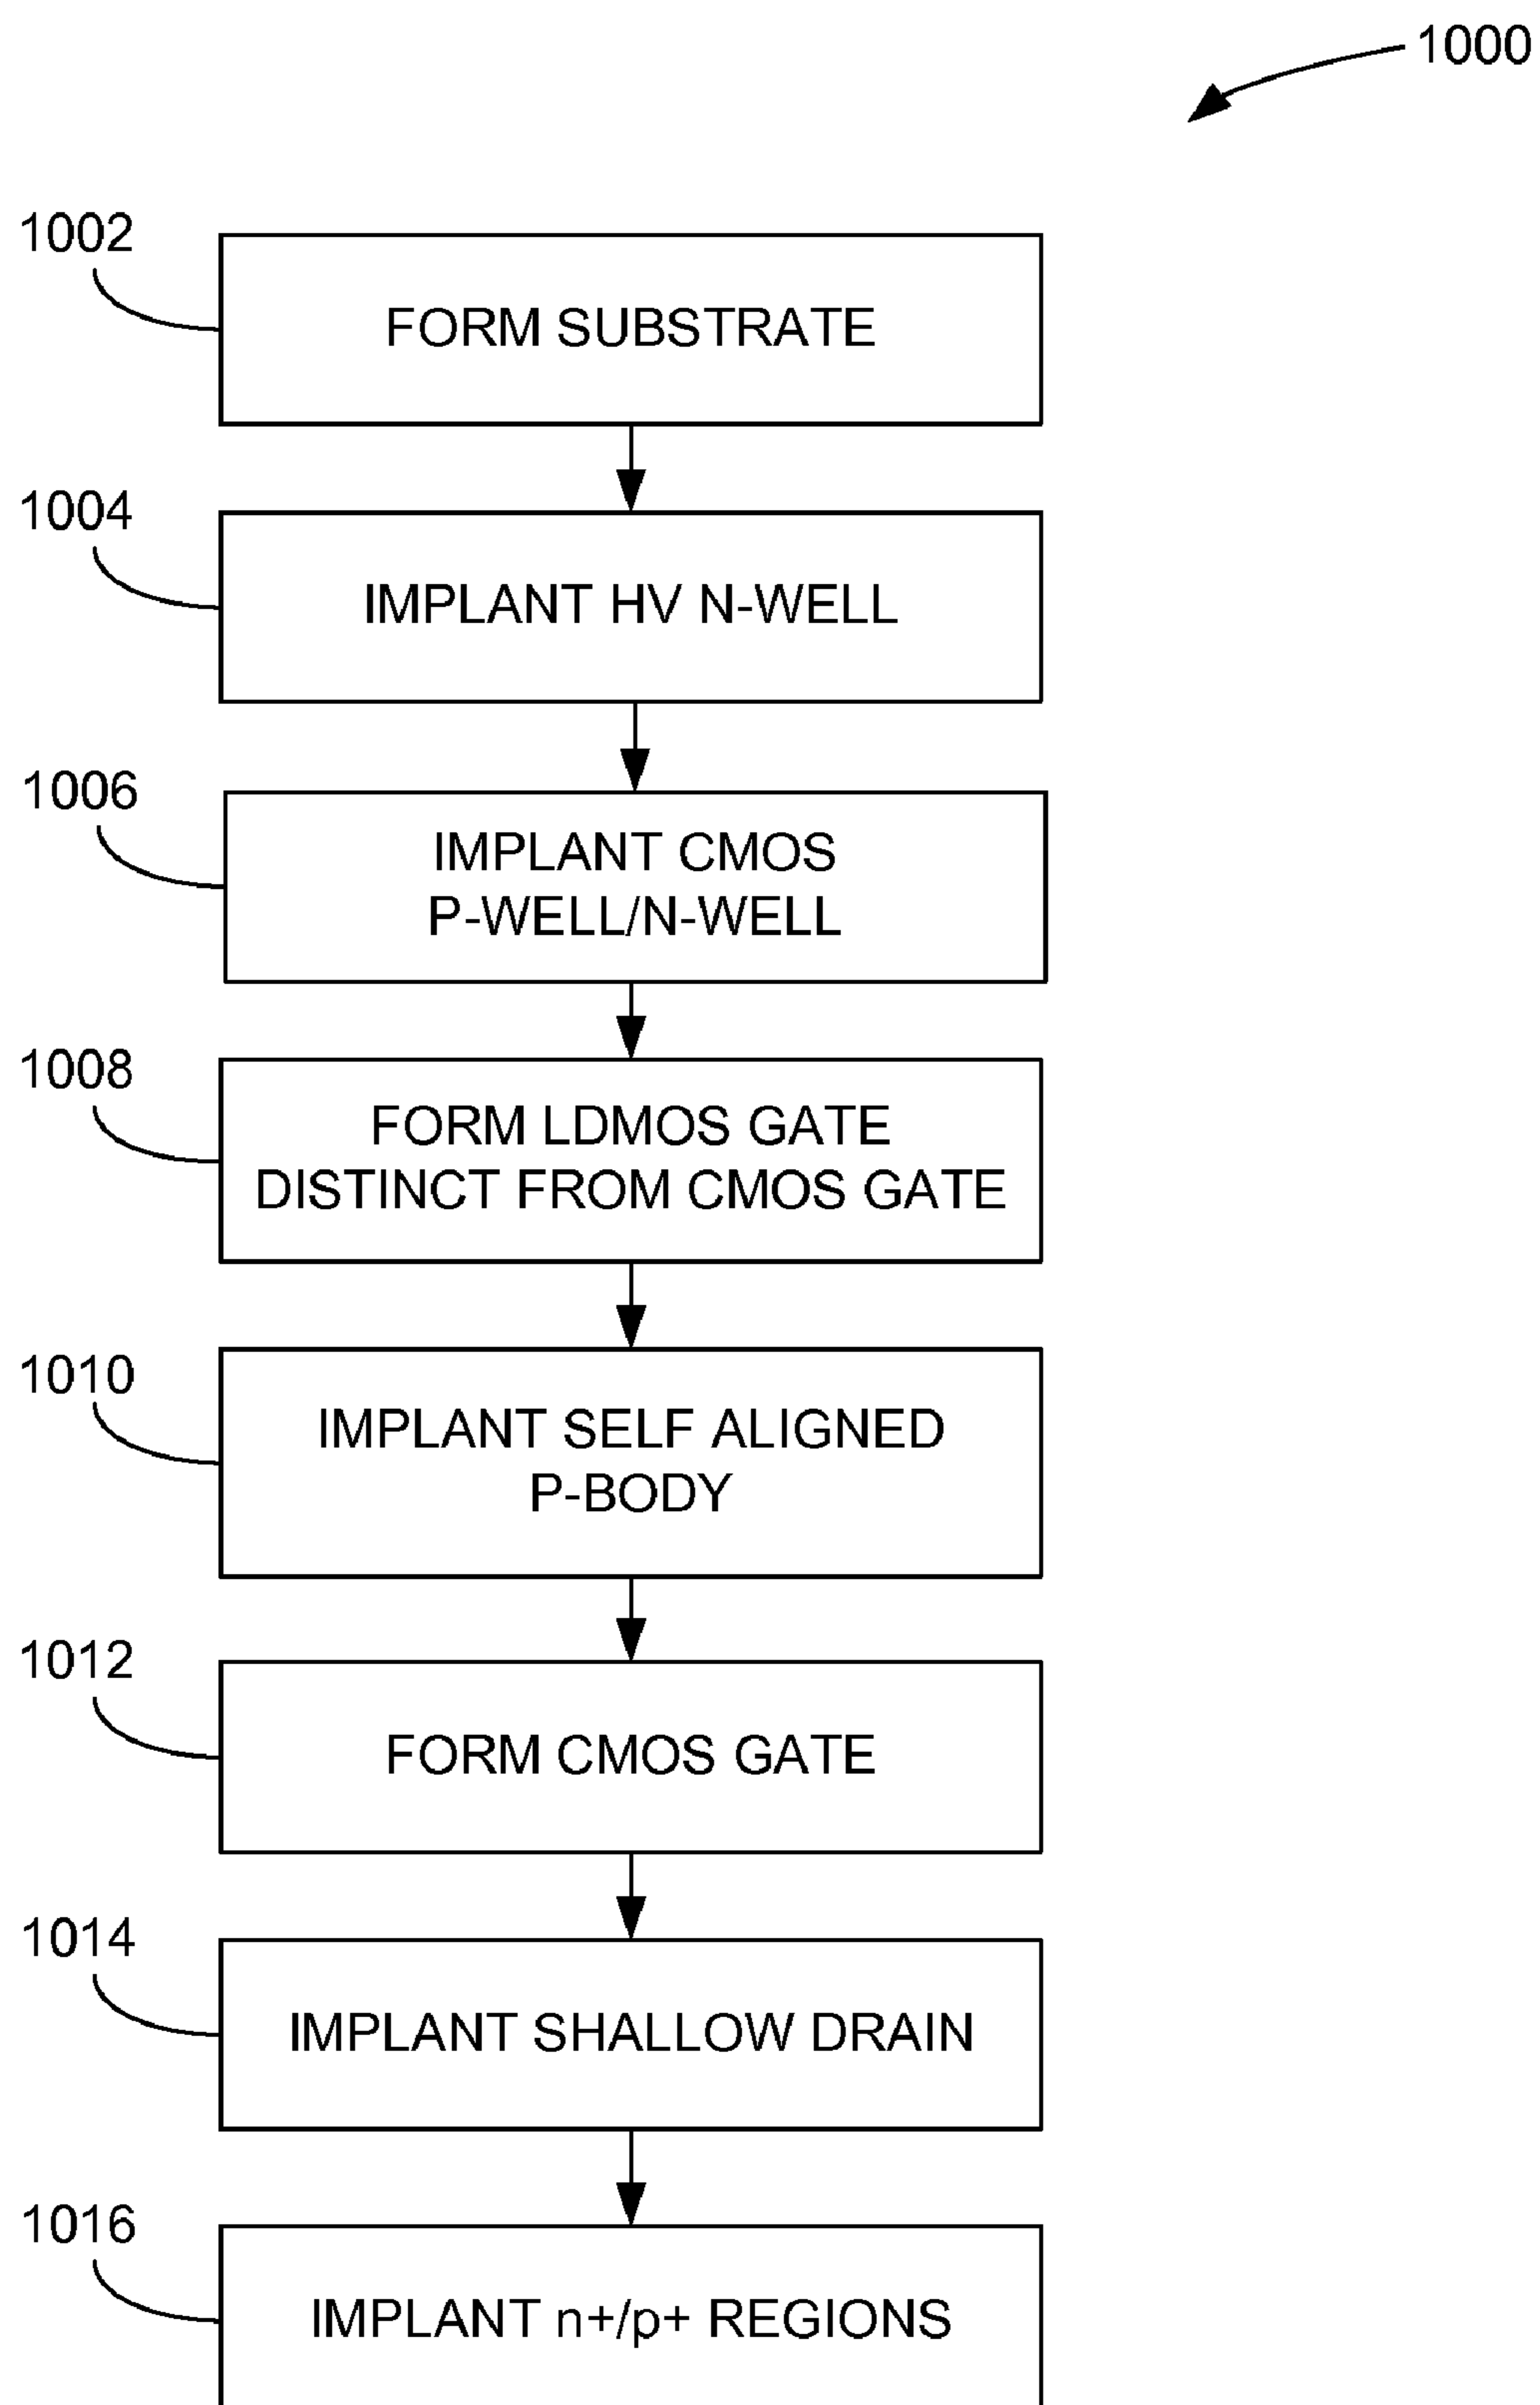 1000
1002
FORM SUBSTRATE
1004
IMPLANT HV N-WELL
1006
IMPLANT CMOS
P-WELL/N-WELL
1008
FORM LDMOS GATE
DISTINCT FROM CMOS GATE
1010
IMPLANT SELF ALIGNED
P-BODY
1012
FORM CMOS GATE
1014
IMPLANT SHALLOW DRAIN
1016
IMPLANT n+/p+ REGIONS